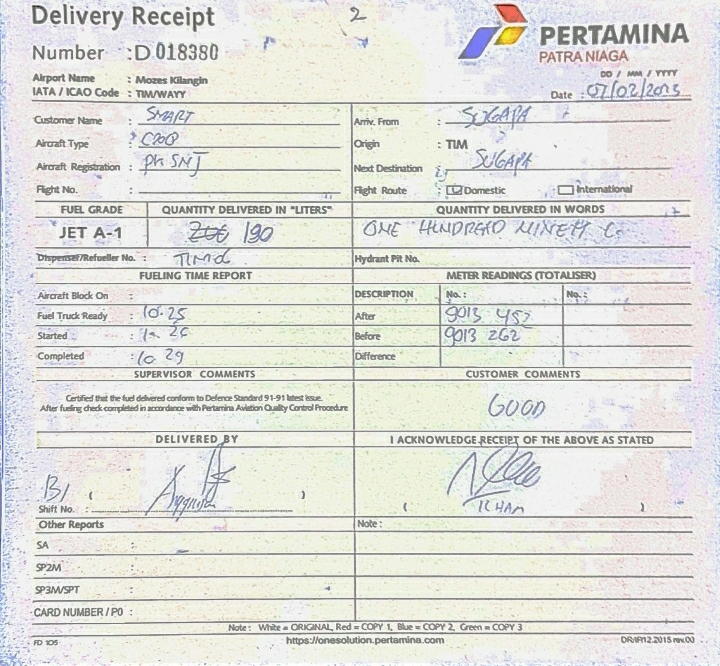 Delivery Receipt
2
PERTAMINA
PATRA NIAGA
Number : D 018380
Airport Name : Mozes Kilangin
IATA / ICAO Code : TIM/WAYY
DD / MM / YYYY
Date : 07/02/2025
Customer Name : SMART
Arriv. From : SUGAPA
Aircraft Type : C208
Origin : TIM
Aircraft Registration : PK SNJ
Next Destination : SUGAPA
Flight No. :
Flight Route : Domestic International
FUEL GRADE QUANTITY DELIVERED IN "LITERS" QUANTITY DELIVERED IN WORDS
JET A-1 190 ONE HUNDRED NINETY
Dispenser/Refueller No. :
Hydrant Pit No.
FUELING TIME REPORT METER READINGS (TOTALISER)
Aircraft Block On :
DESCRIPTION No. : No. :
Fuel Truck Ready : 10.25
After 9013 452
Started : 10 26
Before 9013 262
Completed : 10 29
Difference
SUPERVISOR COMMENTS CUSTOMER COMMENTS
Certified that the fuel delivered conform to Defence Standard 91-91 latest issue.
After fueling check completed in accordance with Pertamina Aviation Quality Control Procedure
GOOD
DELIVERED BY I ACKNOWLEDGE RECEIPT OF THE ABOVE AS STATED
Shift No. : ( )
ILHAM
( )
Other Reports Note :
SA :
SP2M :
SP3M/SPT :
CARD NUMBER / PO :
Note : White = ORIGINAL, Red = COPY 1, Blue = COPY 2, Green = COPY 3
FD 105 https://onesolution.pertamina.com DR/IFI12.2015 rev.00